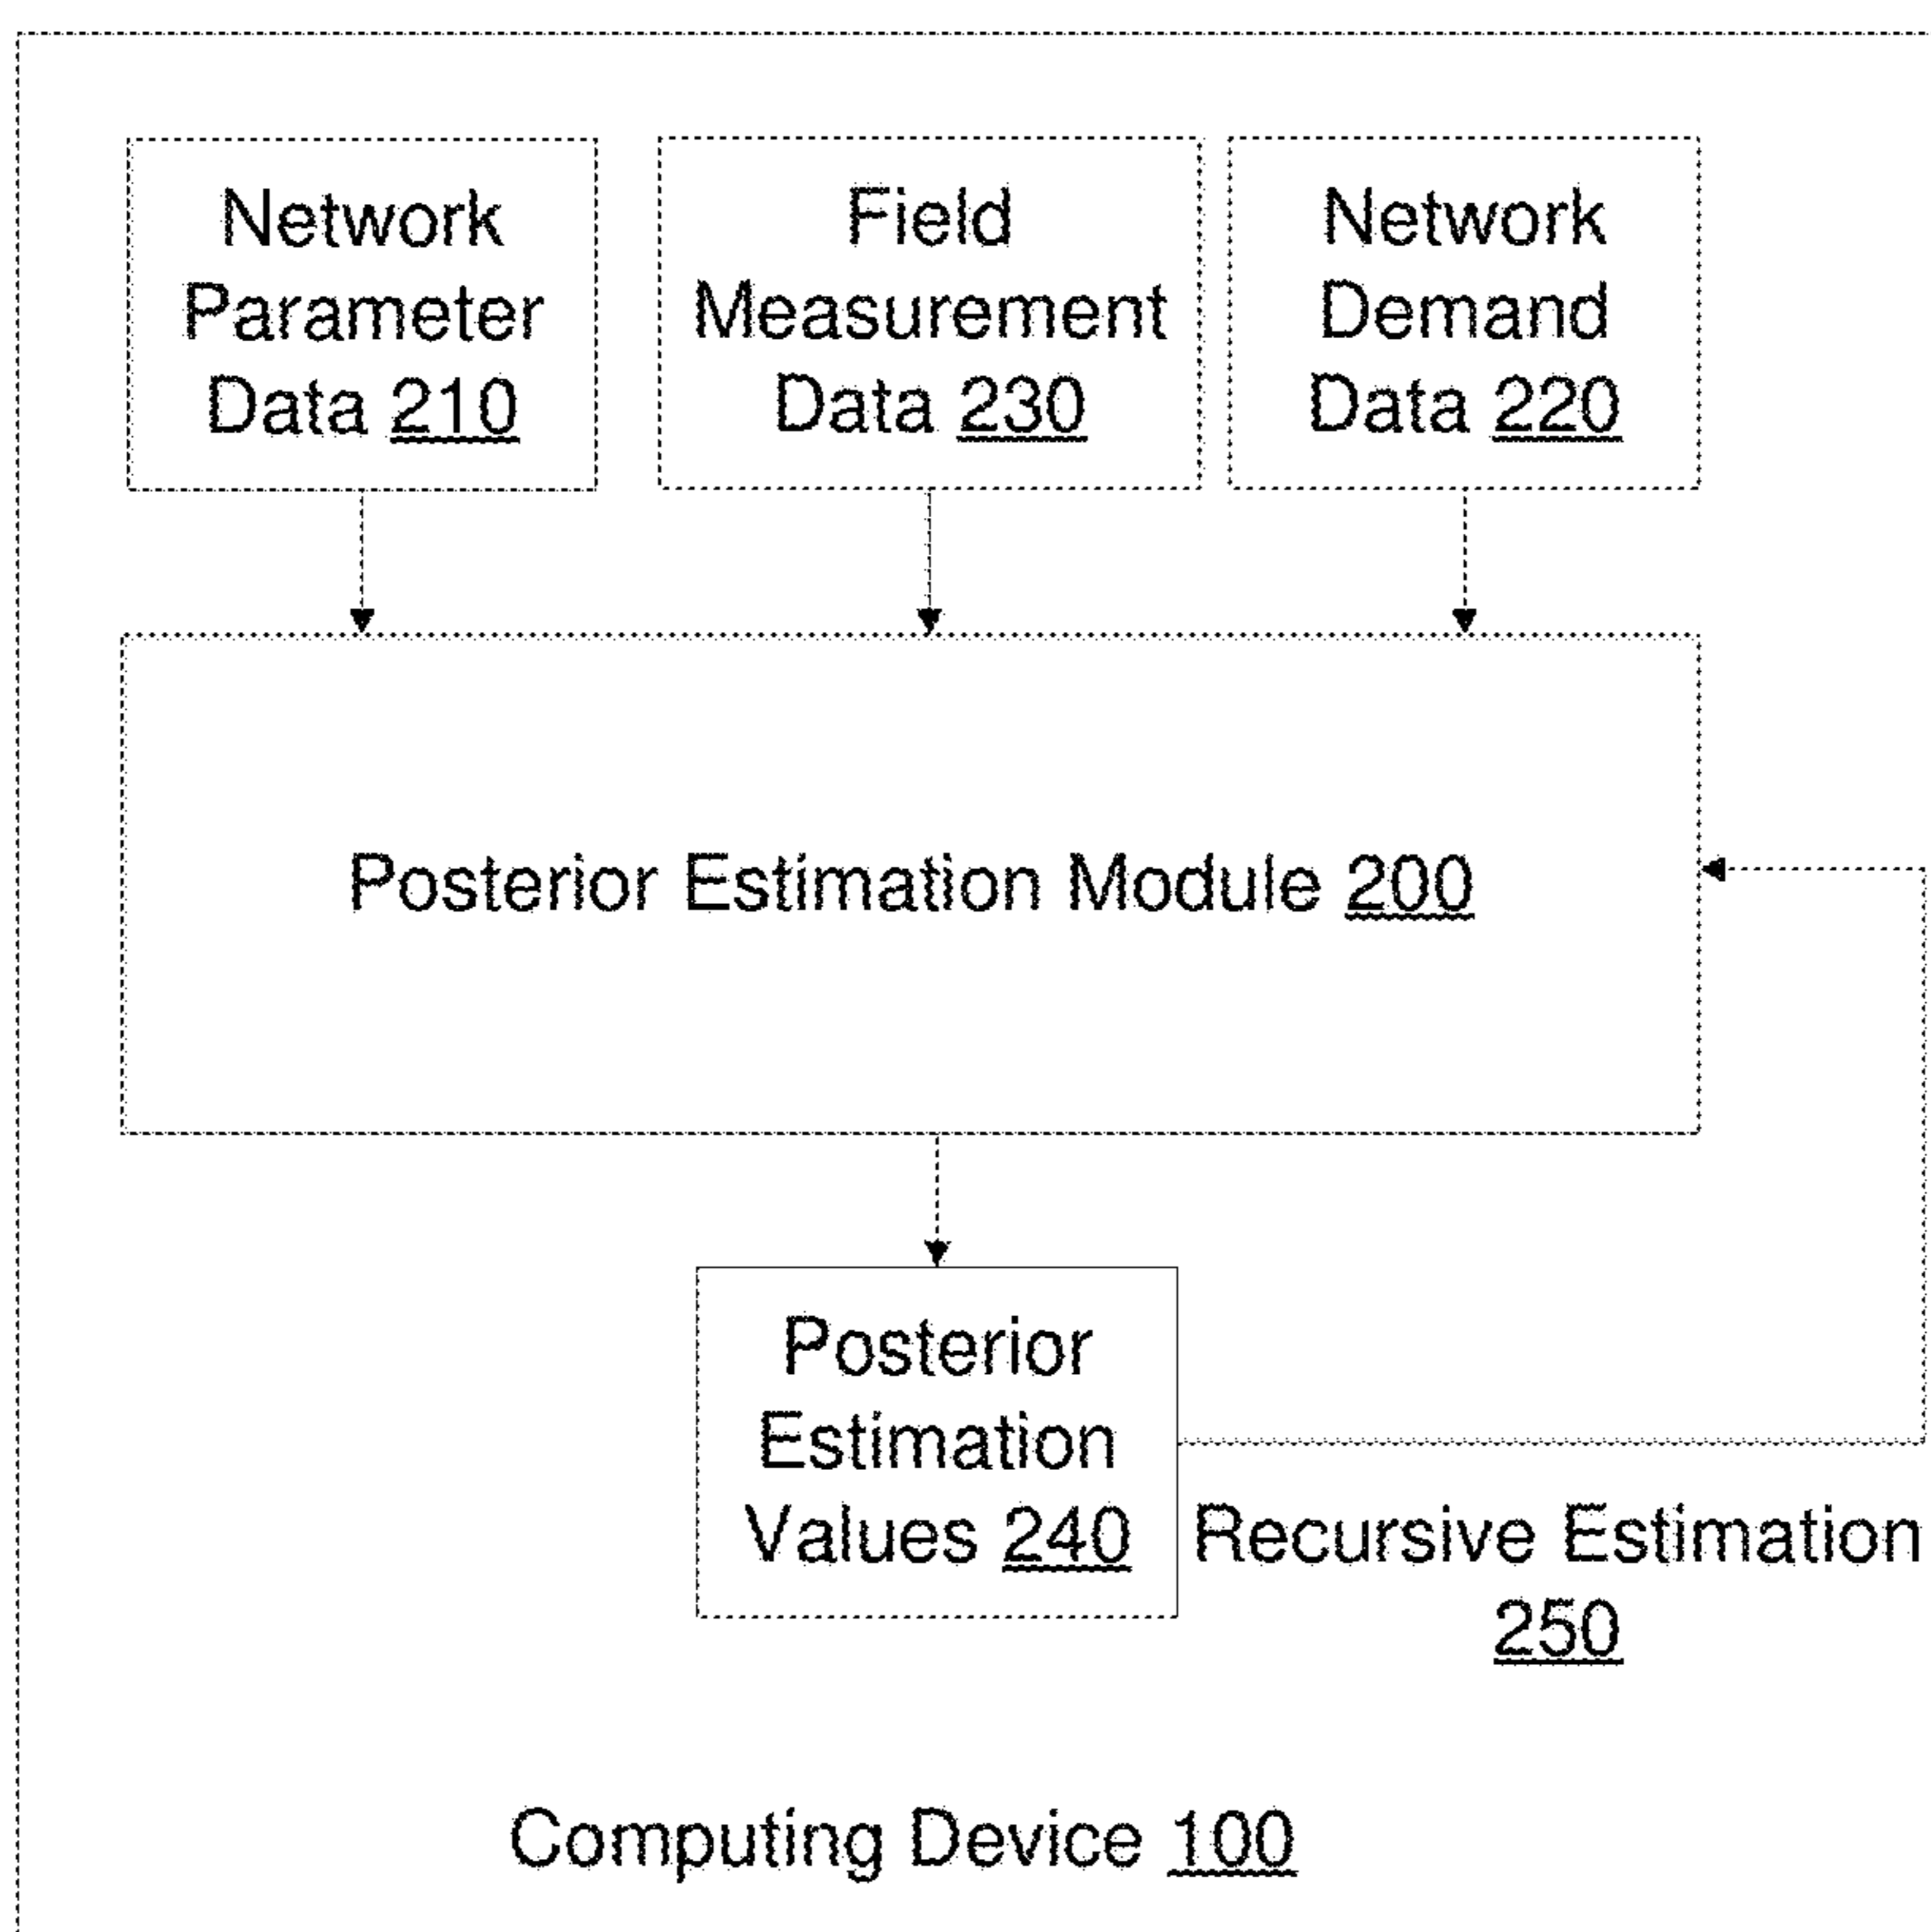 Network
Parameter
Data 210
Field
Measurement
Data 230
Network
Demand
Data 220
Posterior Estimation Module 200
Posterior
Estimation
Values 240
Recursive Estimation
250
Computing Device 100